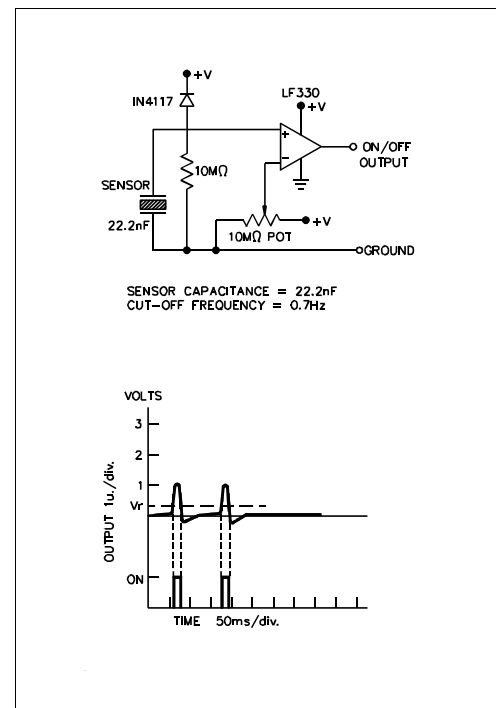 +V
IN4117
LF330
+V
+
ON/OFF
OUTPUT
10MΩ
−
SENSOR
22.2nF
+V
10MΩ POT
GROUND
SENSOR CAPACITANCE = 22.2nF
CUT-OFF FREQUENCY = 0.7Hz
VOLTS
3
2
1
Vr
OUTPUT 1u./div.
ON
TIME 50ms/div.